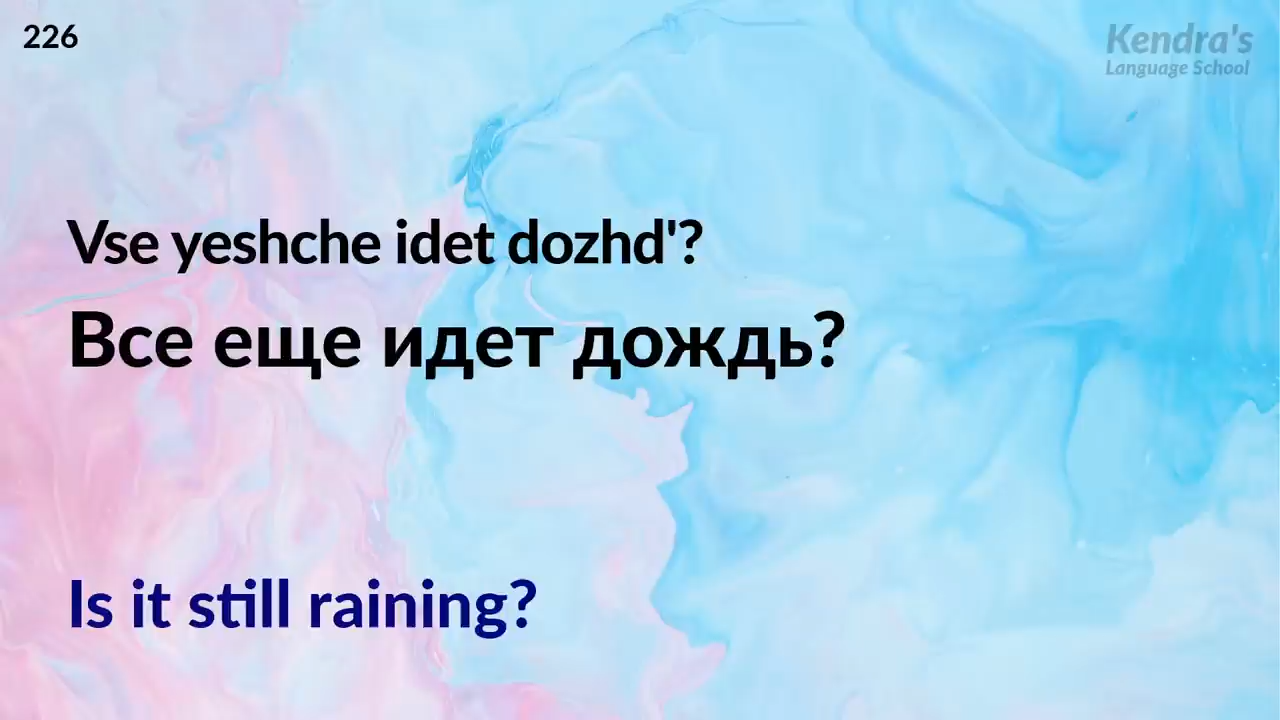 226
Kendra's
Language School
Vse yeshche idet dozhd'?
Все еще идет дождь?
Is it still raining?